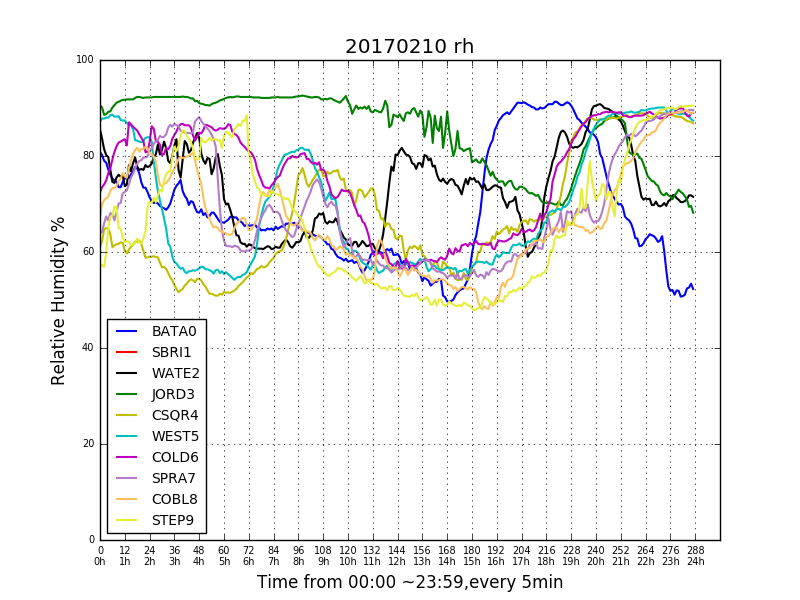 20170210 rh
100
80
60
40
20
0
Relative Humidity %
BATA0
SBRI1
WATE2
JORD3
CSQR4
WEST5
COLD6
SPRA7
COBL8
STEP9
0 12 24 36 48 60 72 84 96 108 120 132 144 156 168 180 192 204 216 228 240 252 264 276 288
0h 1h 2h 3h 4h 5h 6h 7h 8h 9h 10h 11h 12h 13h 14h 15h 16h 17h 18h 19h 20h 21h 22h 23h 24h
Time from 00:00 ~23:59,every 5min